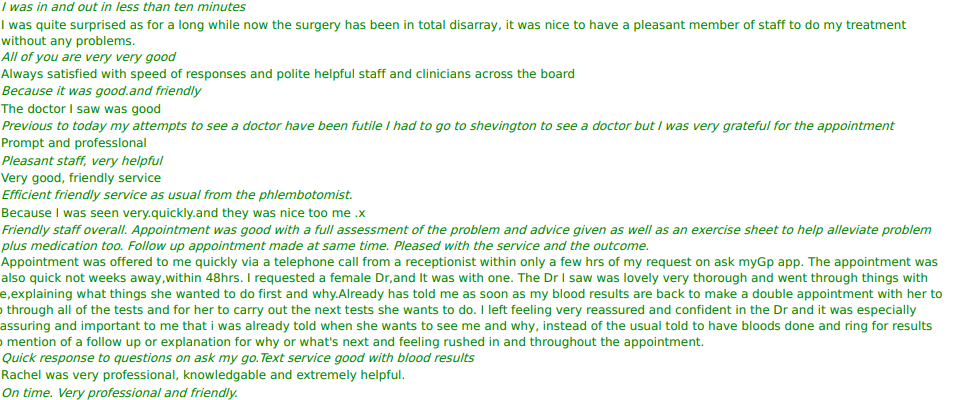 I was in and out in less than ten minutes
I was quite surprised as for a long while now the surgery has been in total disarray, it was nice to have a pleasant member of staff to do my treatment
without any problems.
All of you are very very good
Always satisfied with speed of responses and polite helpful staff and clinicians across the board
Because it was good.and friendly
The doctor I saw was good
Previous to today my attempts to see a doctor have been futile I had to go to shevington to see a doctor but I was very grateful for the appointment
Prompt and professlonal
Pleasant staff, very helpful
Very good, friendly service
Efficient friendly service as usual from the phlembotomist.
Because I was seen very.quickly.and they was nice too me .x
Friendly staff overall. Appointment was good with a full assessment of the problem and advice given as well as an exercise sheet to help alleviate problem
plus medication too. Follow up appointment made at same time. Pleased with the service and the outcome.
Appointment was offered to me quickly via a telephone call from a receptionist within only a few hrs of my request on ask myGp app. The appointment was
also quick not weeks away,within 48hrs. I requested a female Dr,and It was with one. The Dr I saw was lovely very thorough and went through things with
e,explaining what things she wanted to do first and why.Already has told me as soon as my blood results are back to make a double appointment with her to
through all of the tests and for her to carry out the next tests she wants to do. I left feeling very reassured and confident in the Dr and it was especially
assuring and important to me that i was already told when she wants to see me and why, instead of the usual told to have bloods done and ring for results
mention of a follow up or explanation for why or what's next and feeling rushed in and throughout the appointment.
Quick response to questions on ask my go.Text service good with blood results
Rachel was very professional, knowledgable and extremely helpful.
On time. Very professional and friendly.